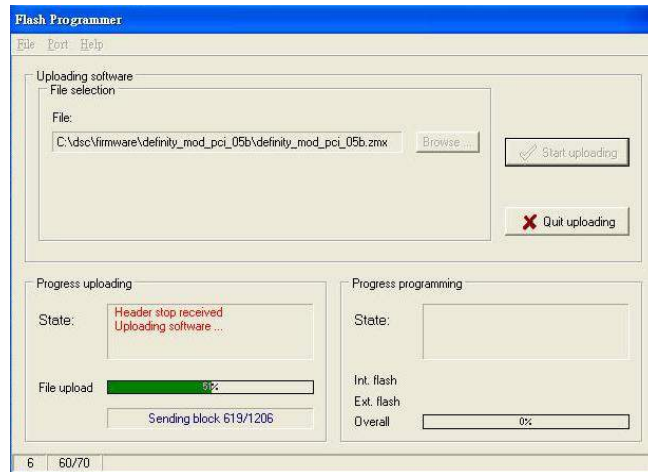 Flash Programmer
File Port Help
Uploading software
File selection
File:
C:\dsc\firmware\definity_mod_pci_05b\definity_mod_pci_05b.zmx
Browse ...
Start uploading
Quit uploading
Progress uploading
State:
Header stop received
Uploading software ...
File upload
Sending block 619/1206
Progress programming
State:
Int. flash
Ext. flash
Overall
0%
6
60/70